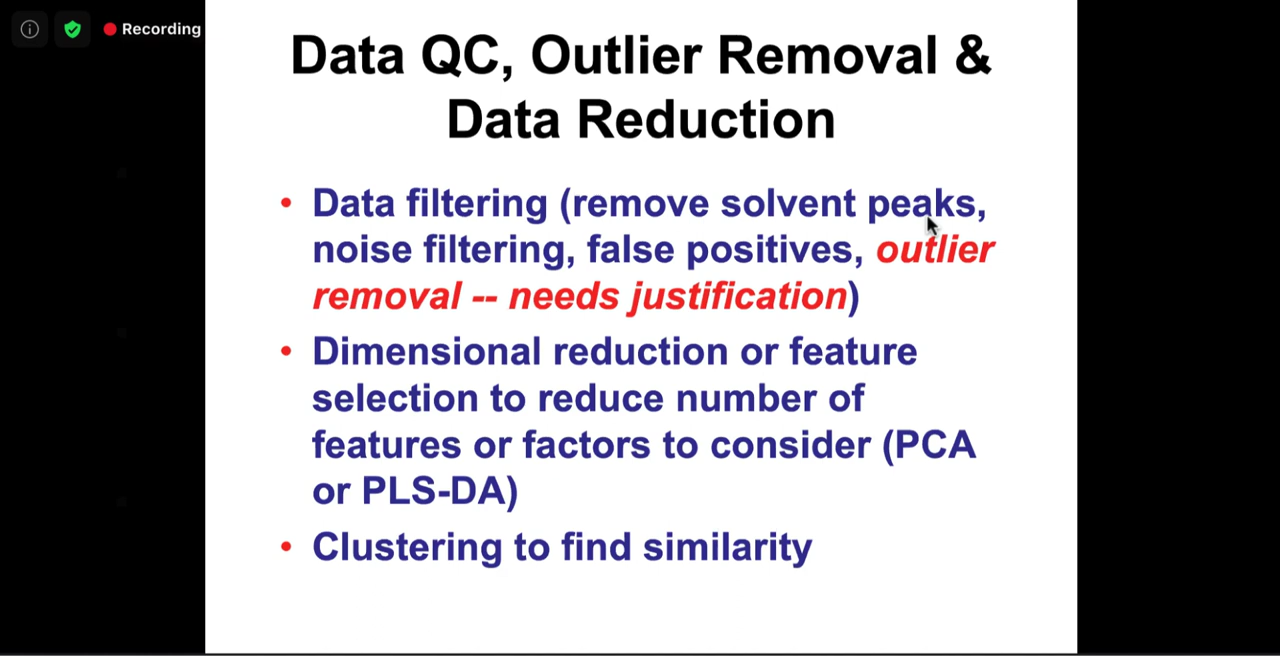 Recording
Data QC, Outlier Removal &
Data Reduction
• Data filtering (remove solvent peaks,
noise filtering, false positives, outlier
removal -- needs justification)
• Dimensional reduction or feature
selection to reduce number of
features or factors to consider (PCA
or PLS-DA)
• Clustering to find similarity